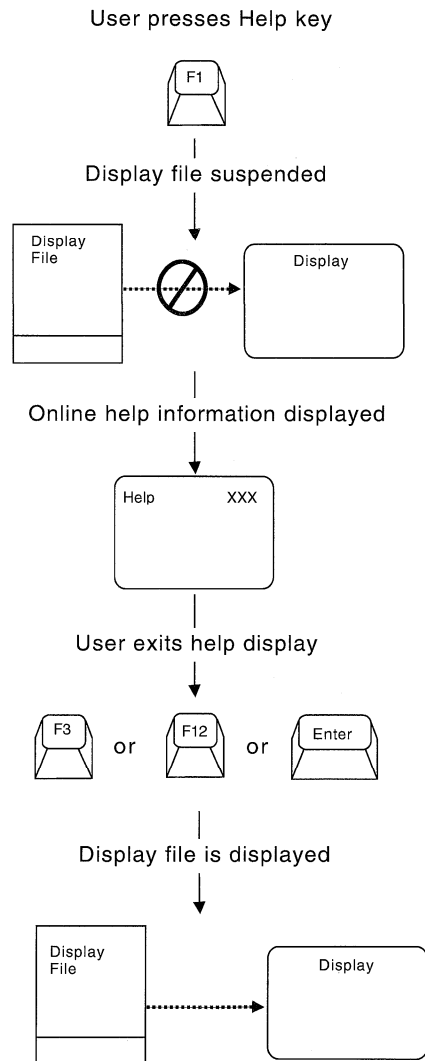 User presses Help key
F1
Display file suspended
Display
File
Display
Online help information displayed
Help XXX
User exits help display
F3 or F12 or Enter
Display file is displayed
Display
File
Display